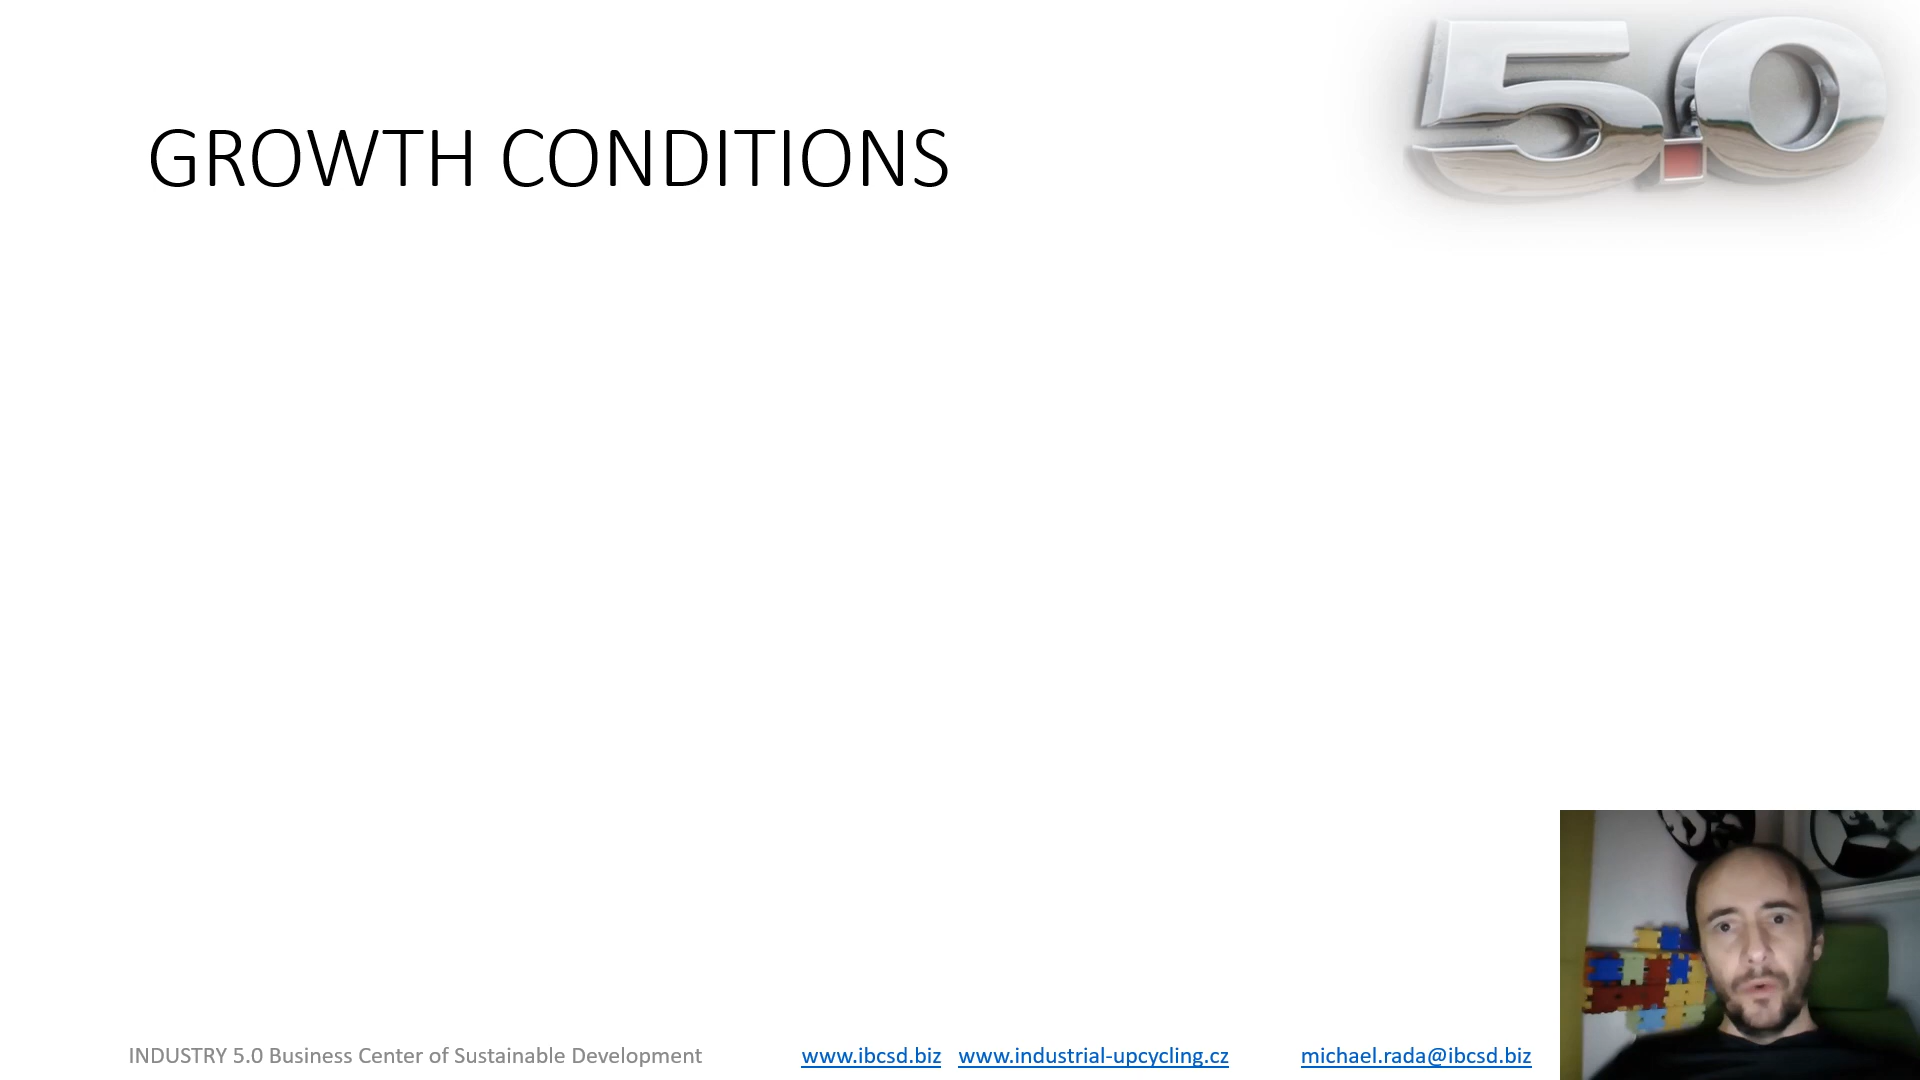 5.0
GROWTH CONDITIONS
INDUSTRY 5.0 Business Center of Sustainable Development www.ibcsd.biz www.industrial-upcycling.cz michael.rada@ibcsd.biz